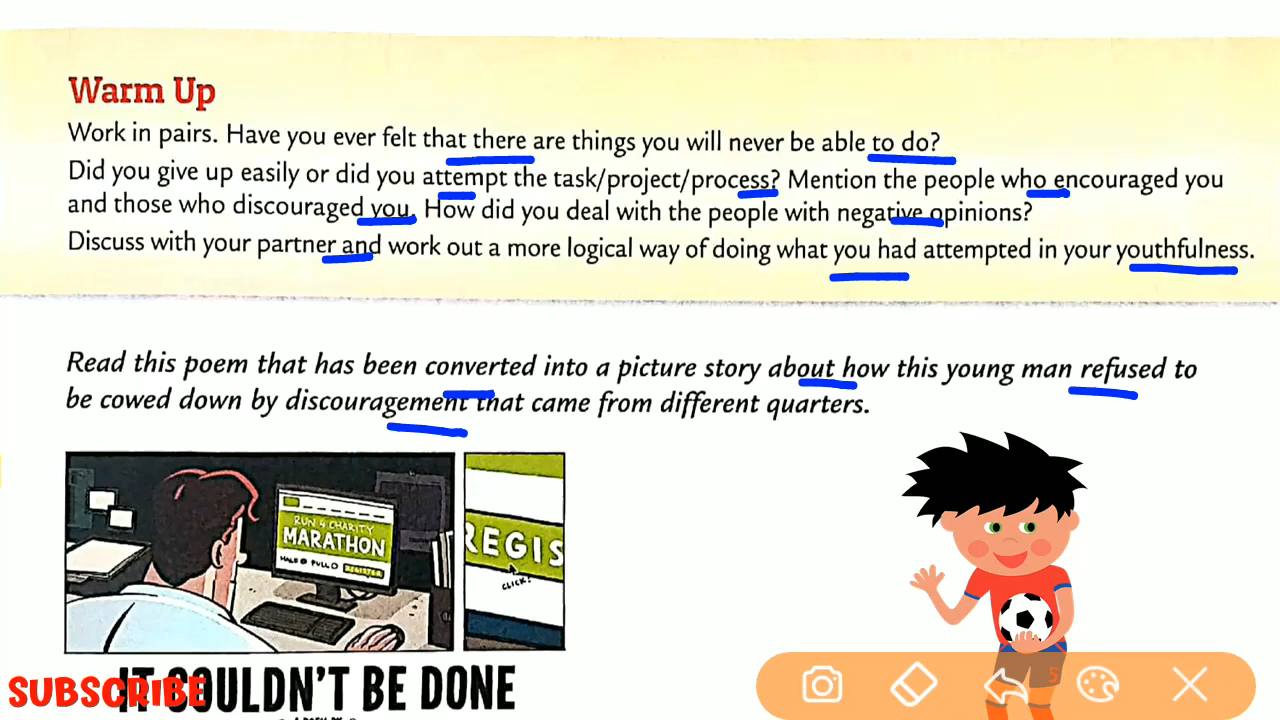 Warm Up
Work in pairs. Have you ever felt that there are things you will never be able to do?
Did you give up easily or did you attempt the task/project/process? Mention the people who encouraged you
and those who discouraged you. How did you deal with the people with negative opinions?
Discuss with your partner and work out a more logical way of doing what you had attempted in your youthfulness.
Read this poem that has been converted into a picture story about how this young man refused to
be cowed down by discouragement that came from different quarters.
RUN 4 CHARITY
MARATHON
HALF FULL REGISTER
REGIS
CLICK!
IT COULDN'T BE DONE
SUBSCRIBE
5